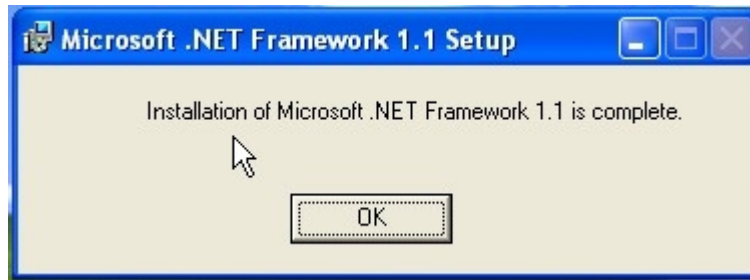 Microsoft .NET Framework 1.1 Setup
Installation of Microsoft .NET Framework 1.1 is complete.
OK